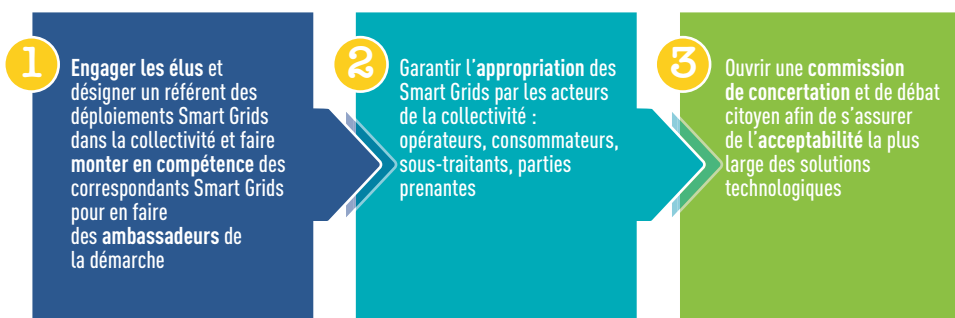 1
Engager les élus et
désigner un référent des
déploiements Smart Grids
dans la collectivité et faire
monter en compétence des
correspondants Smart Grids
pour en faire
des ambassadeurs de
la démarche
2
Garantir l'appropriation des
Smart Grids par les acteurs
de la collectivité :
opérateurs, consommateurs,
sous-traitants, parties
prenantes
3
Ouvrir une commission
de concertation et de débat
citoyen afin de s'assurer
de l'acceptabilité la plus
large des solutions
technologiques